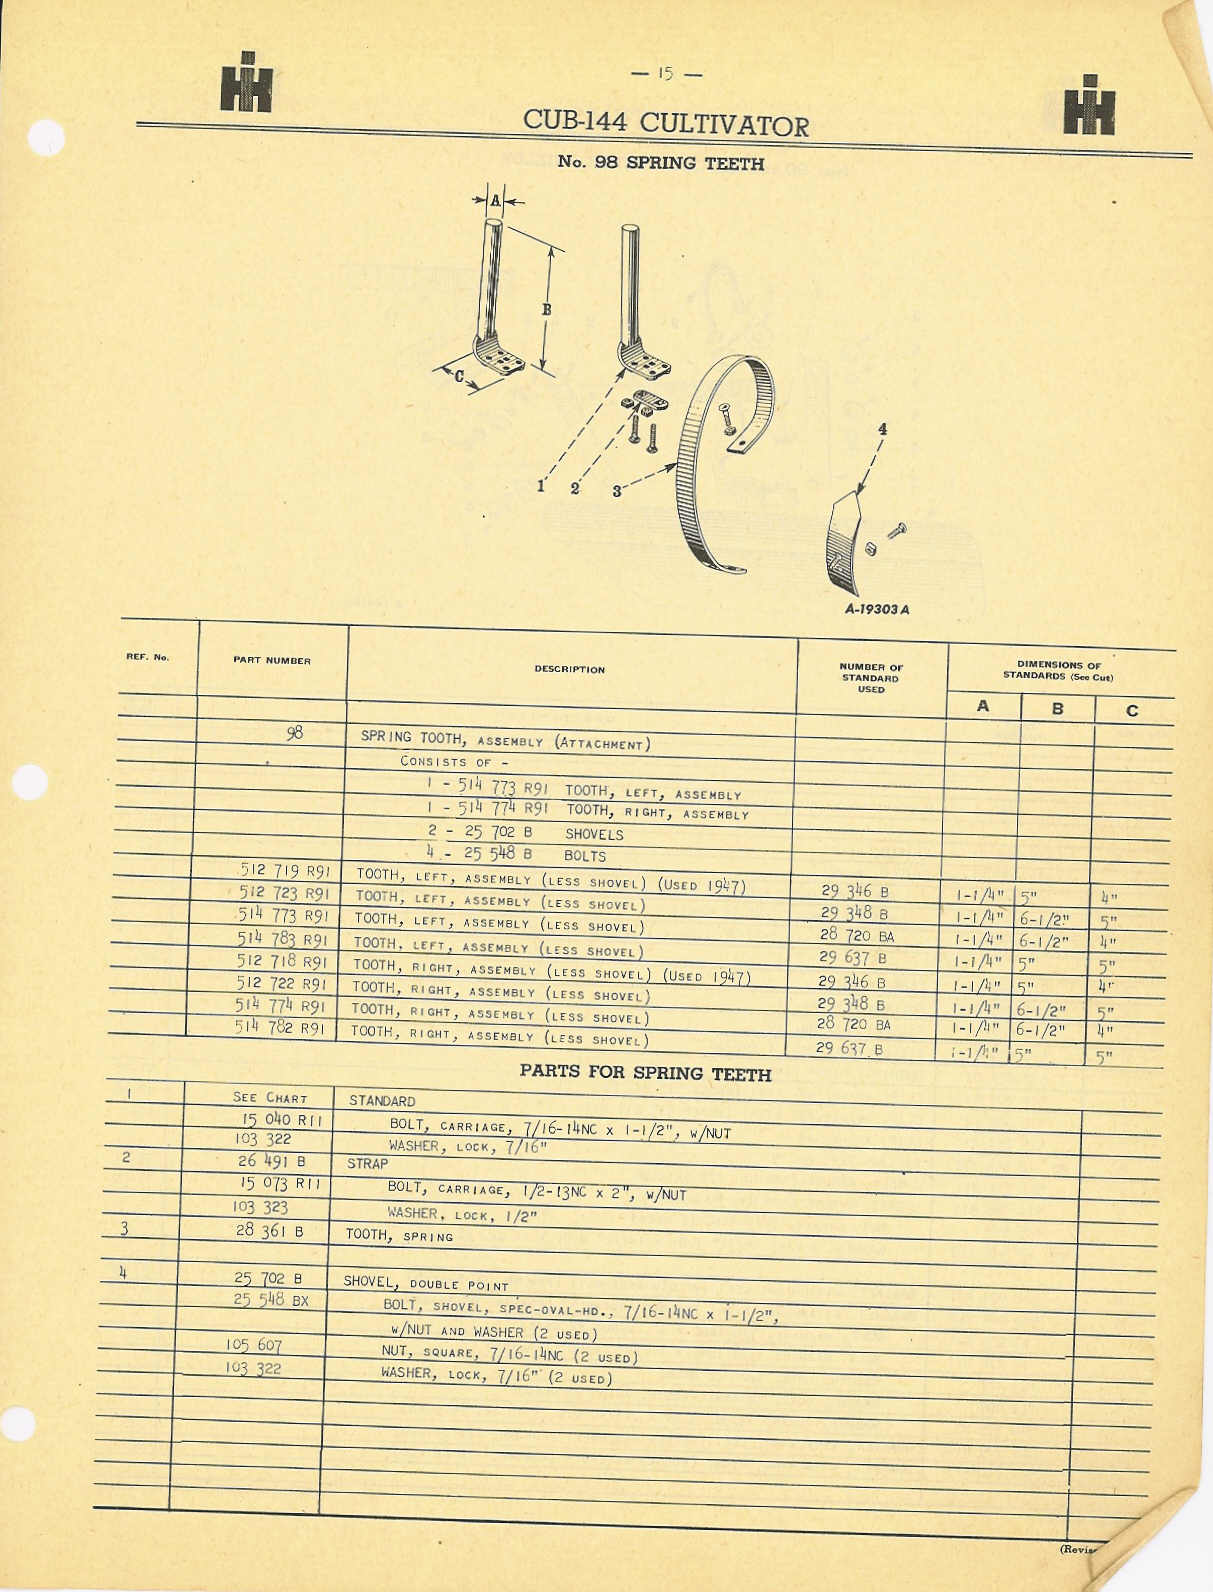 — 15 —
IH
IH
CUB-144 CULTIVATOR
No. 98 SPRING TEETH
A
B
C
1
2
3
4
A-19303 A
REF. No. PART NUMBER DESCRIPTION NUMBER OF STANDARD USED DIMENSIONS OF STANDARDS (See Cut)
A B C
98 SPRING TOOTH, ASSEMBLY (ATTACHMENT)
CONSISTS OF -
1 - 514 773 R91 TOOTH, LEFT, ASSEMBLY
1 - 514 774 R91 TOOTH, RIGHT, ASSEMBLY
2 - 25 702 B SHOVELS
4 - 25 548 B BOLTS
512 719 R91 TOOTH, LEFT, ASSEMBLY (LESS SHOVEL) (USED 1947) 29 346 B 1-1/4" 5" 4"
512 723 R91 TOOTH, LEFT, ASSEMBLY (LESS SHOVEL) 29 348 B 1-1/4" 6-1/2" 5"
514 773 R91 TOOTH, LEFT, ASSEMBLY (LESS SHOVEL) 28 720 BA 1-1/4" 6-1/2" 4"
514 783 R91 TOOTH, LEFT, ASSEMBLY (LESS SHOVEL) 29 637 B 1-1/4" 5" 5"
512 718 R91 TOOTH, RIGHT, ASSEMBLY (LESS SHOVEL) (USED 1947) 29 346 B 1-1/4" 5" 4"
512 722 R91 TOOTH, RIGHT, ASSEMBLY (LESS SHOVEL) 29 348 B 1-1/4" 6-1/2" 5"
514 774 R91 TOOTH, RIGHT, ASSEMBLY (LESS SHOVEL) 28 720 BA 1-1/4" 6-1/2" 4"
514 782 R91 TOOTH, RIGHT, ASSEMBLY (LESS SHOVEL) 29 637 B 1-1/4" 5" 5"
PARTS FOR SPRING TEETH
1 SEE CHART STANDARD
15 040 R11 BOLT, CARRIAGE, 7/16-14NC x 1-1/2", W/NUT
103 322 WASHER, LOCK, 7/16"
2 26 491 B STRAP
15 073 R11 BOLT, CARRIAGE, 1/2-13NC x 2", W/NUT
103 323 WASHER, LOCK, 1/2"
3 28 361 B TOOTH, SPRING
4 25 702 B SHOVEL, DOUBLE POINT
25 548 BX BOLT, SHOVEL, SPEC-OVAL-HD., 7/16-14NC x 1-1/2",
W/NUT AND WASHER (2 USED)
105 607 NUT, SQUARE, 7/16-14NC (2 USED)
103 322 WASHER, LOCK, 7/16" (2 USED)